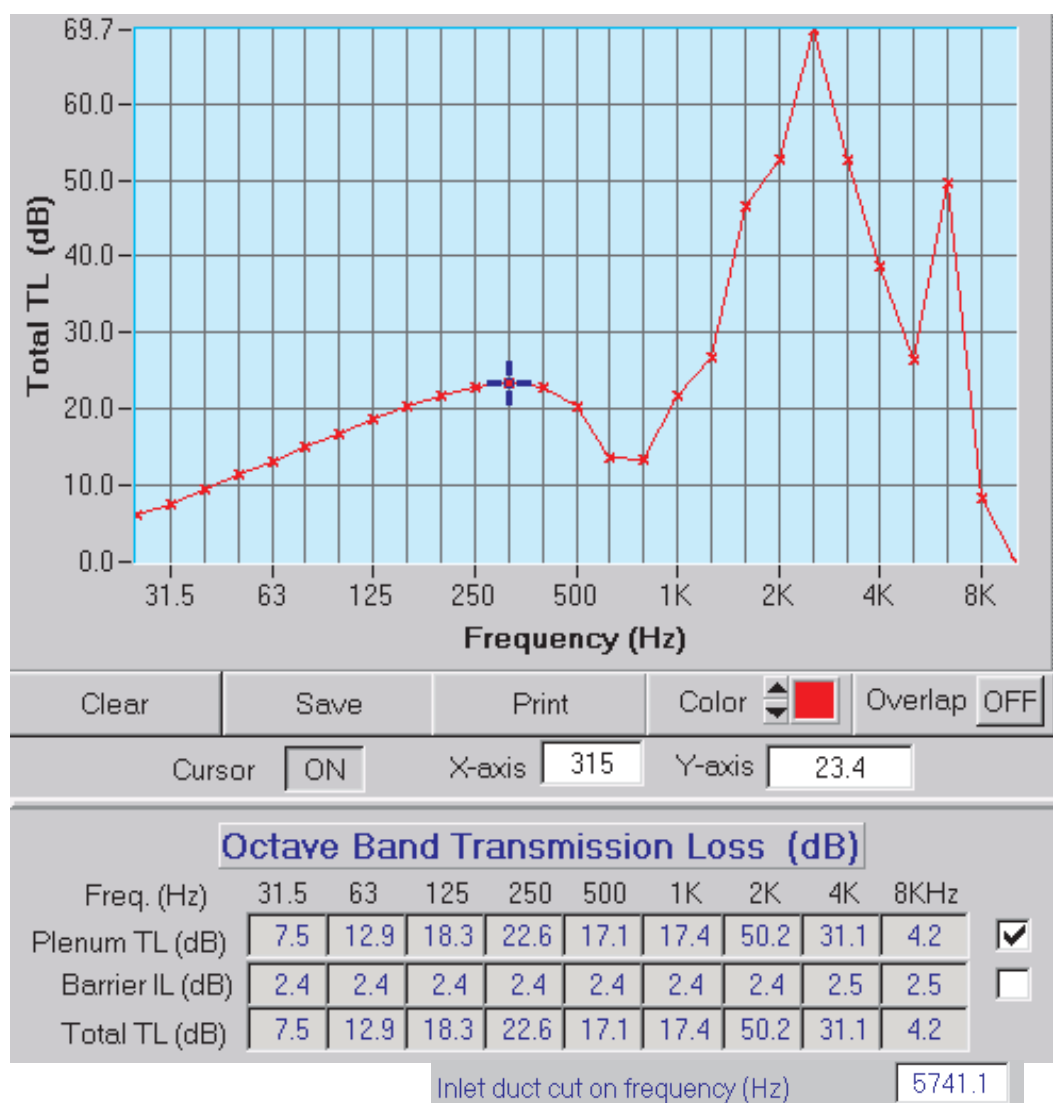 69.7
60.0
50.0
40.0
30.0
20.0
10.0
0.0
Total TL (dB)
31.5 63 125 250 500 1K 2K 4K 8K
Frequency (Hz)
Clear Save Print Color Overlap OFF
Cursor ON X-axis 315 Y-axis 23.4
Octave Band Transmission Loss (dB)
Freq. (Hz) 31.5 63 125 250 500 1K 2K 4K 8KHz
Plenum TL (dB) 7.5 12.9 18.3 22.6 17.1 17.4 50.2 31.1 4.2
Barrier IL (dB) 2.4 2.4 2.4 2.4 2.4 2.4 2.4 2.5 2.5
Total TL (dB) 7.5 12.9 18.3 22.6 17.1 17.4 50.2 31.1 4.2
Inlet duct cut on frequency (Hz) 5741.1